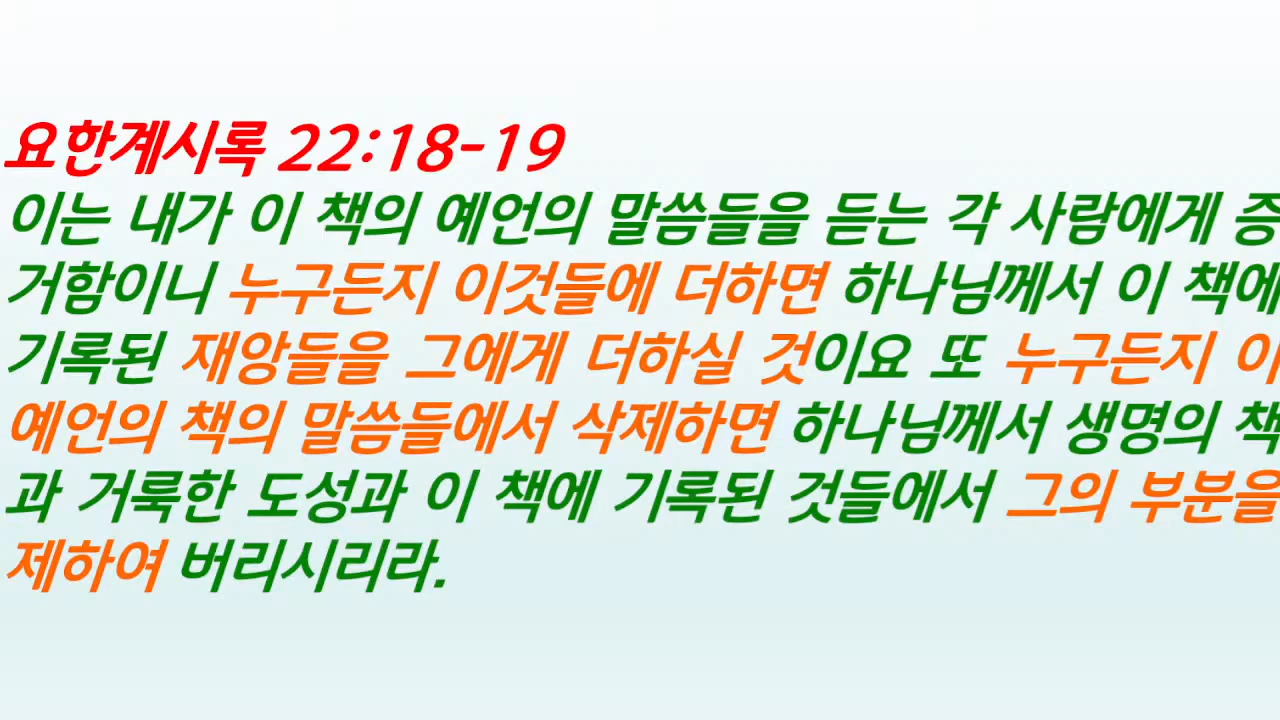 요한계시록 22:18-19
이는 내가 이 책의 예언의 말씀들을 듣는 각 사람에게 증
거함이니 누구든지 이것들에 더하면 하나님께서 이 책에
기록된 재앙들을 그에게 더하실 것이요 또 누구든지 이
예언의 책의 말씀들에서 삭제하면 하나님께서 생명의 책
과 거룩한 도성과 이 책에 기록된 것들에서 그의 부분을
제하여 버리시리라.